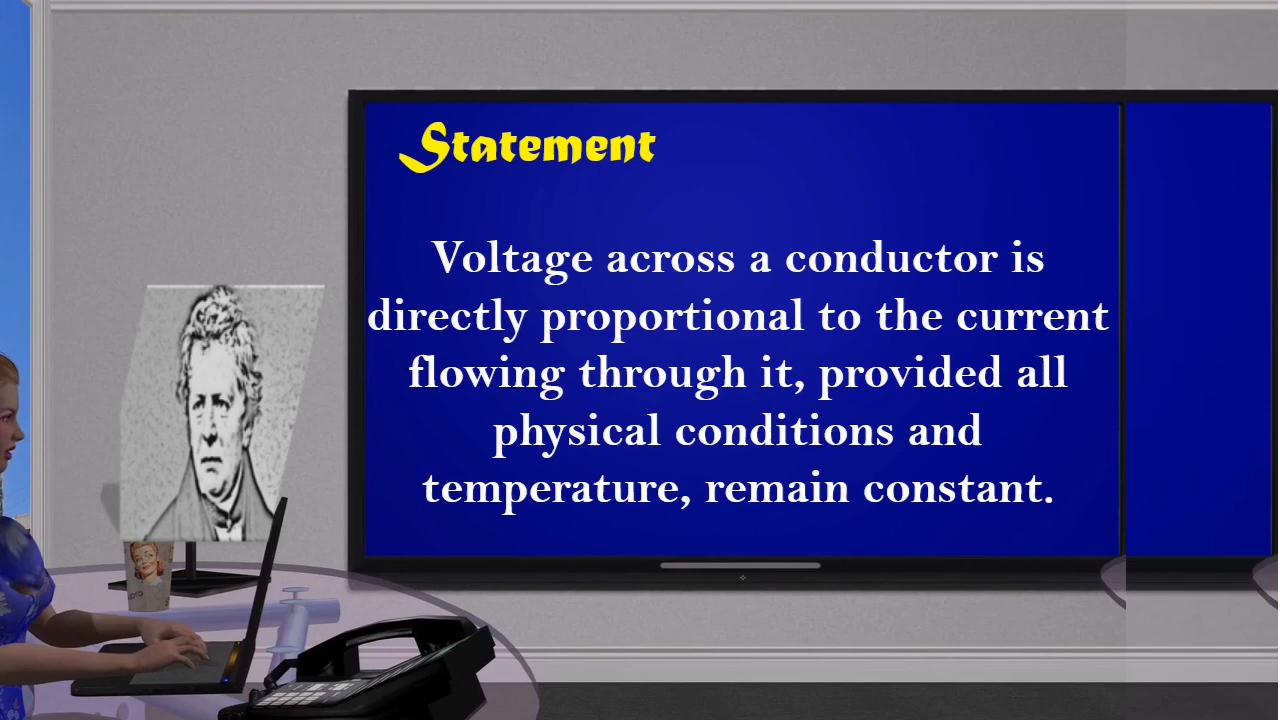 Statement
Voltage across a conductor is
directly proportional to the current
flowing through it, provided all
physical conditions and
temperature, remain constant.